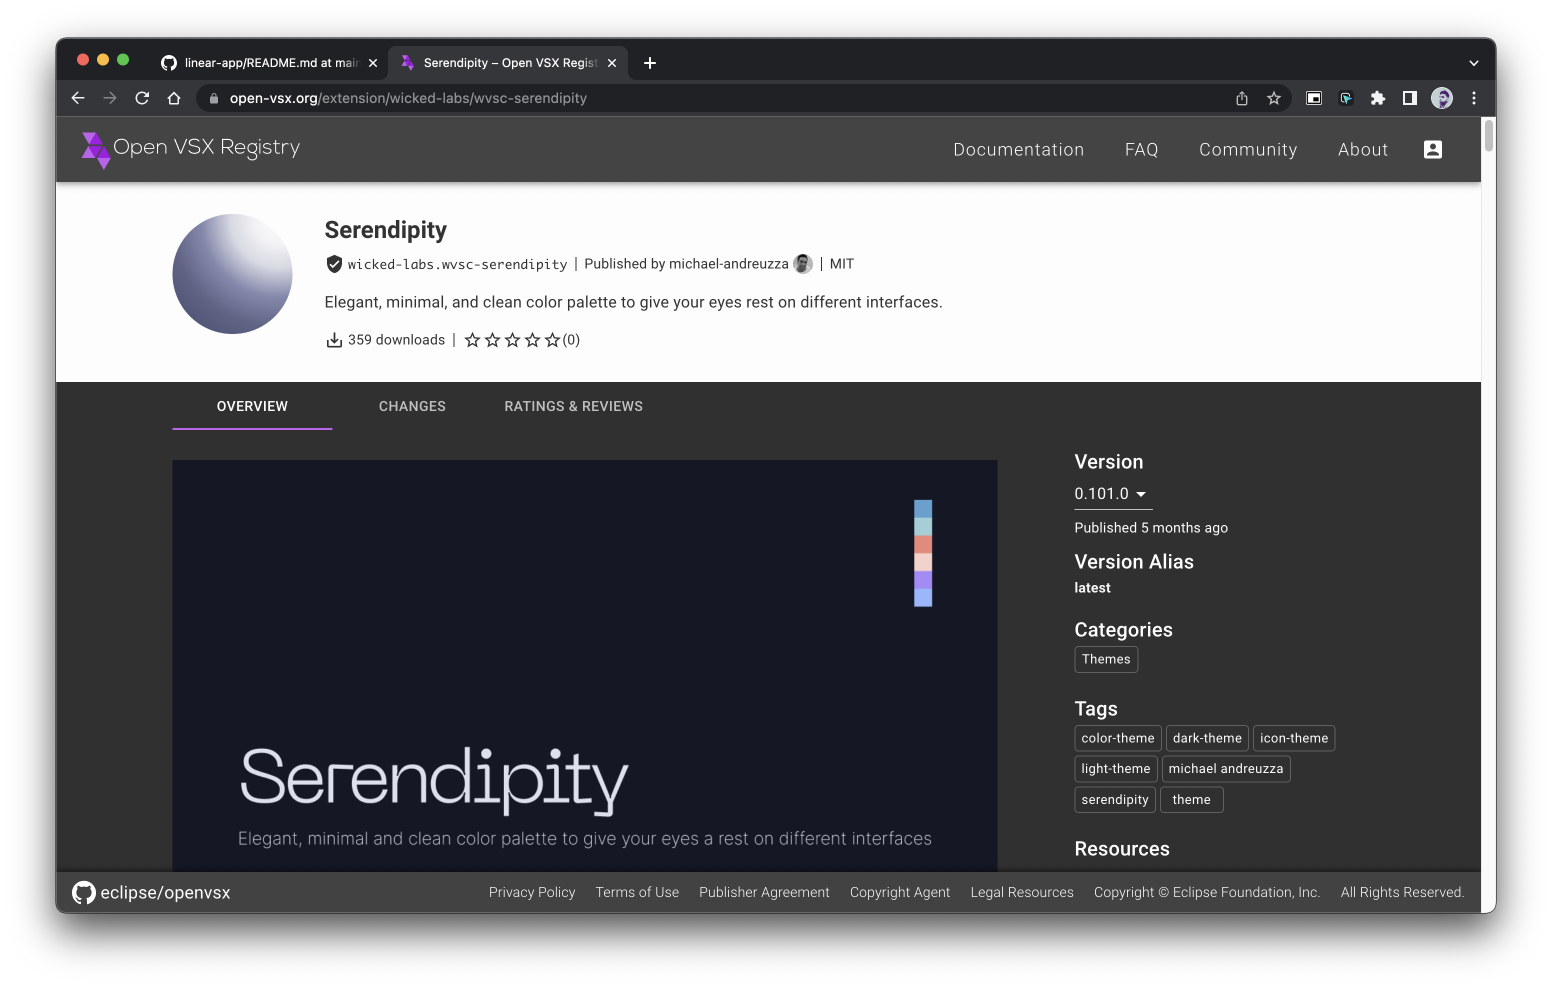 linear-app/README.md at mair
Serendipity – Open VSX Regist
open-vsx.org/extension/wicked-labs/wvsc-serendipity
Open VSX Registry
Documentation FAQ Community About
Serendipity
wicked-labs.wvsc-serendipity | Published by michael-andreuzza | MIT
Elegant, minimal, and clean color palette to give your eyes rest on different interfaces.
359 downloads | (0)
OVERVIEW CHANGES RATINGS & REVIEWS
Serendipity
Elegant, minimal and clean color palette to give your eyes a rest on different interfaces
Version
0.101.0
Published 5 months ago
Version Alias
latest
Categories
Themes
Tags
color-theme dark-theme icon-theme
light-theme michael andreuzza
serendipity theme
Resources
eclipse/openvsx Privacy Policy Terms of Use Publisher Agreement Copyright Agent Legal Resources Copyright © Eclipse Foundation, Inc. All Rights Reserved.